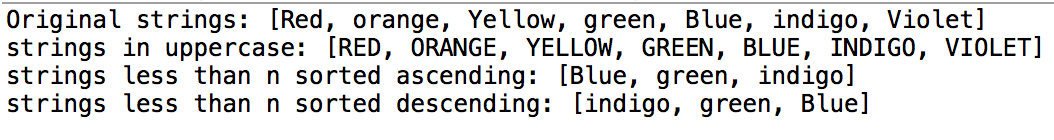 Original strings: [Red, orange, Yellow, green, Blue, indigo, Violet]
strings in uppercase: [RED, ORANGE, YELLOW, GREEN, BLUE, INDIGO, VIOLET]
strings less than n sorted ascending: [Blue, green, indigo]
strings less than n sorted descending: [indigo, green, Blue]